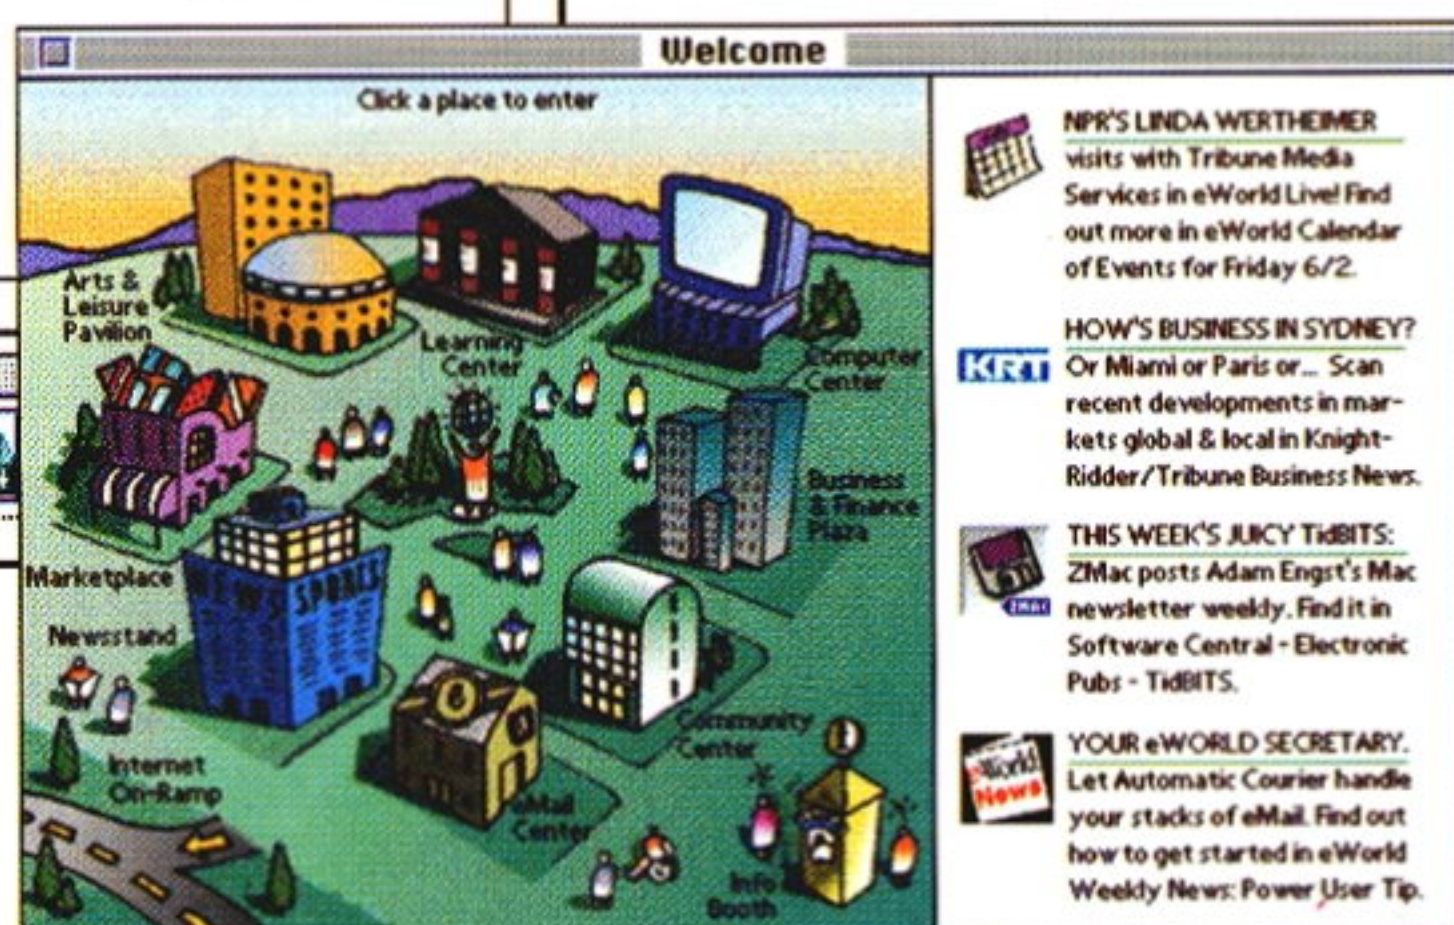 Welcome
Click a place to enter
Arts &
Leisure
Pavilion
Learning
Center
Computer
Center
Business
& Finance
Plaza
Marketplace
NEWS SPORTS
Newsstand
Community
Center
Internet
On-Ramp
eMail
Center
Info
Booth
NPR'S LINDA WERTHEIMER
visits with Tribune Media
Services in eWorld Live! Find
out more in eWorld Calendar
of Events for Friday 6/2.
KRT
HOW'S BUSINESS IN SYDNEY?
Or Miami or Paris or... Scan
recent developments in mar-
kets global & local in Knight-
Ridder/Tribune Business News.
ZMAC
THIS WEEK'S JUICY TidBITS:
ZMac posts Adam Engst's Mac
newsletter weekly. Find it in
Software Central - Electronic
Pubs - TidBITS.
eWorld
News
YOUR eWORLD SECRETARY.
Let Automatic Courier handle
your stacks of eMail. Find out
how to get started in eWorld
Weekly News: Power User Tip.